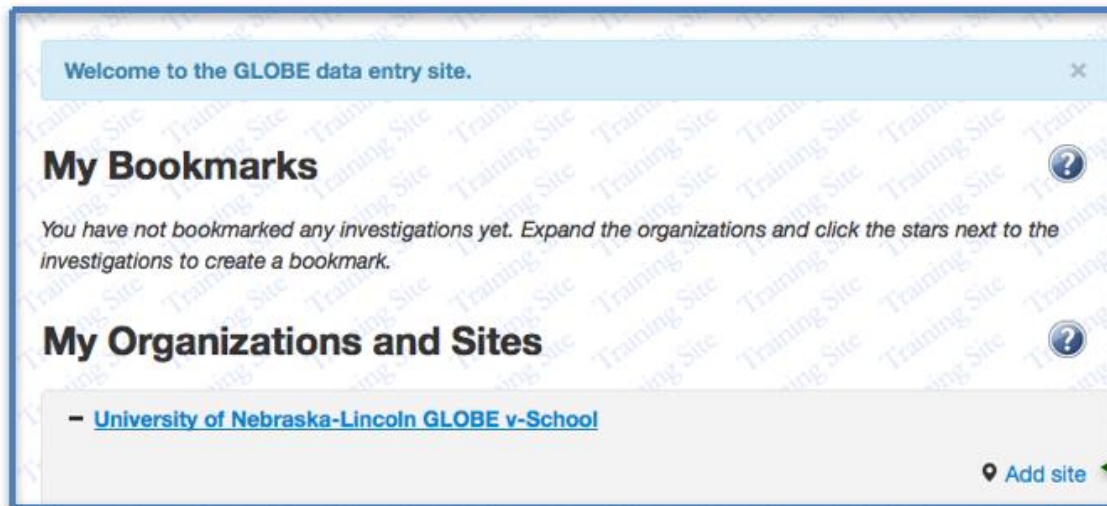 Welcome to the GLOBE data entry site.
×
My Bookmarks
?
You have not bookmarked any investigations yet. Expand the organizations and click the stars next to the
investigations to create a bookmark.
My Organizations and Sites
?
− University of Nebraska-Lincoln GLOBE v-School
Add site
Training Site